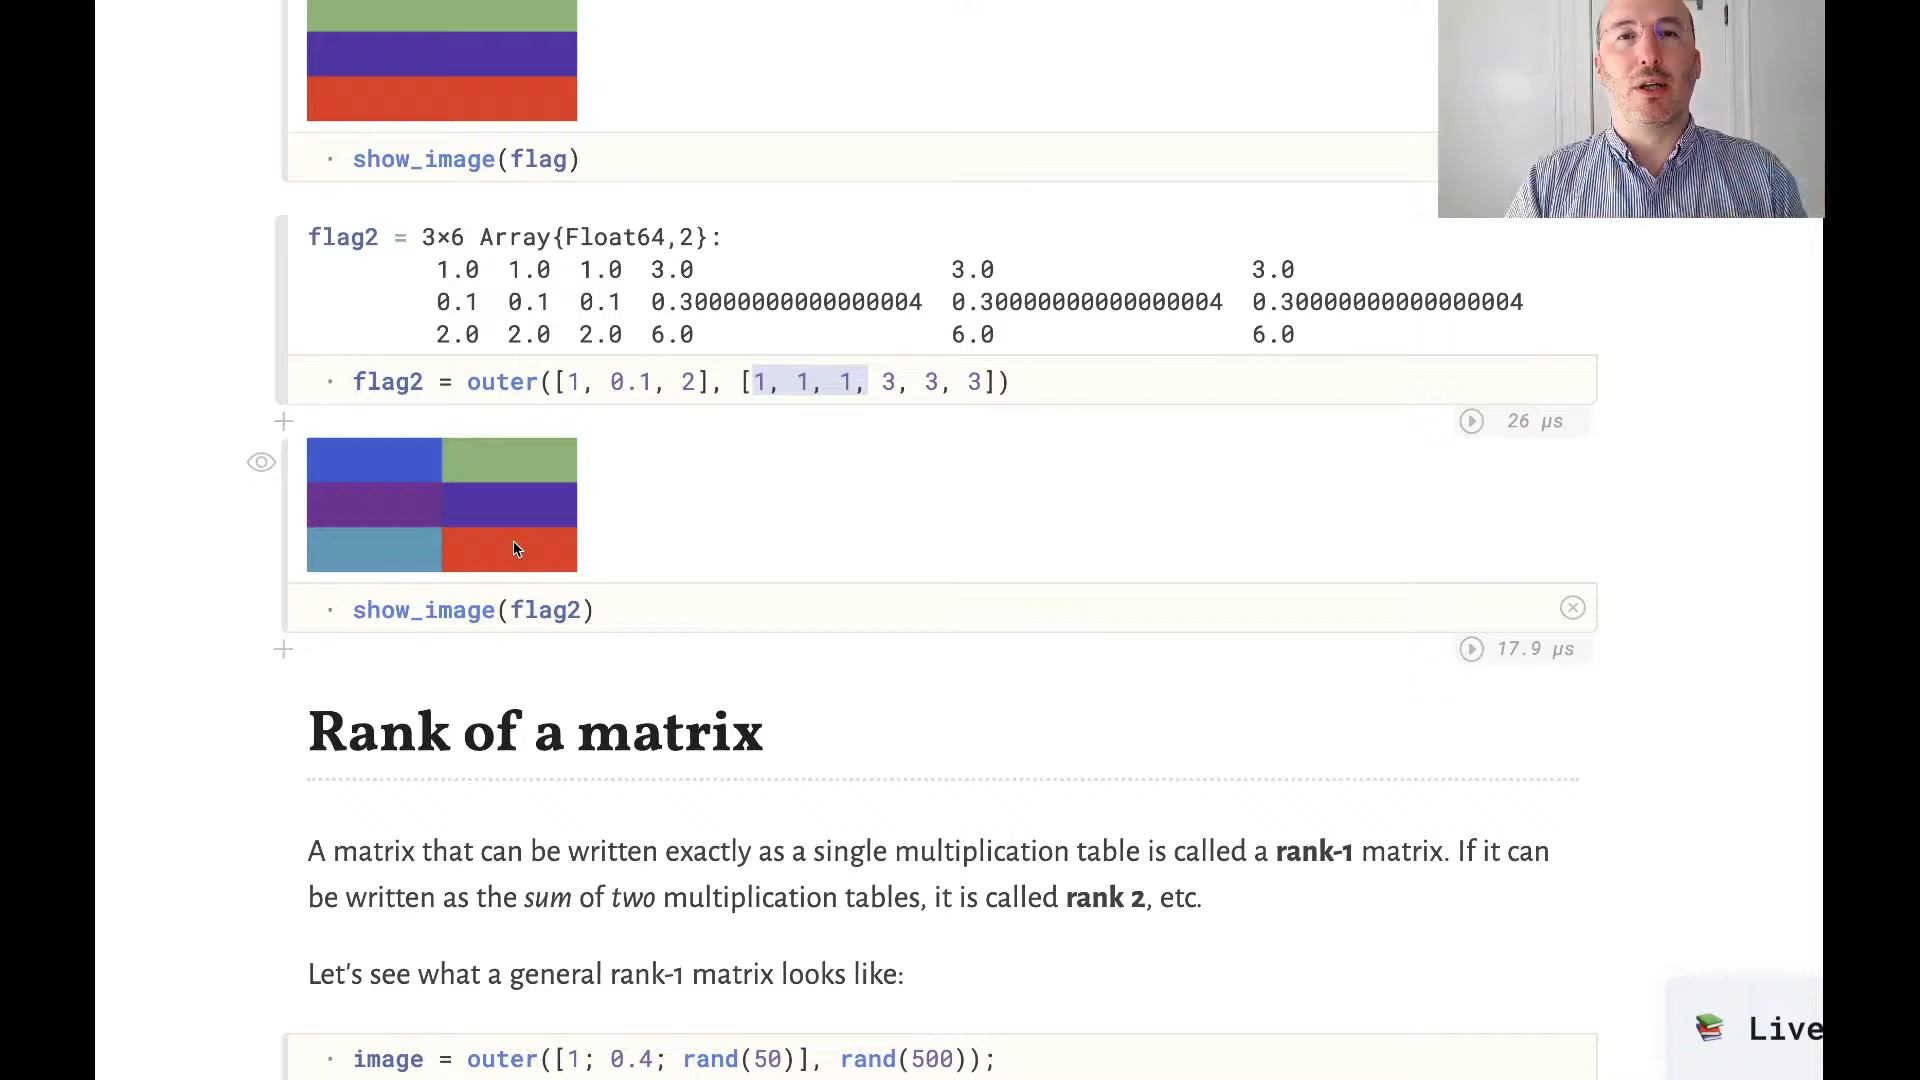 · show_image(flag)
flag2 = 3×6 Array{Float64,2}:
1.0 1.0 1.0 3.0 3.0 3.0
0.1 0.1 0.1 0.30000000000000004 0.30000000000000004 0.30000000000000004
2.0 2.0 2.0 6.0 6.0 6.0
· flag2 = outer([1, 0.1, 2], [1, 1, 1, 3, 3, 3])
26 μs
· show_image(flag2)
17.9 μs
Rank of a matrix
A matrix that can be written exactly as a single multiplication table is called a rank-1 matrix. If it can
be written as the sum of two multiplication tables, it is called rank 2, etc.
Let's see what a general rank-1 matrix looks like:
Live
· image = outer([1; 0.4; rand(50)], rand(500));